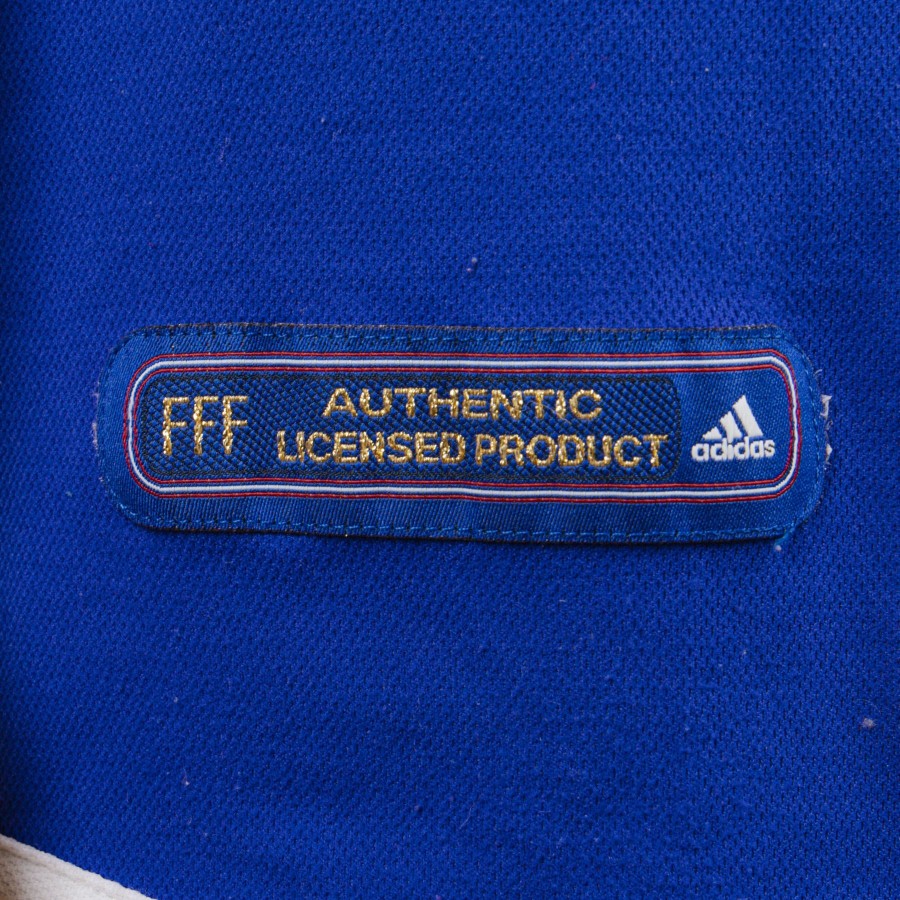 FFF
AUTHENTIC
LICENSED PRODUCT
adidas